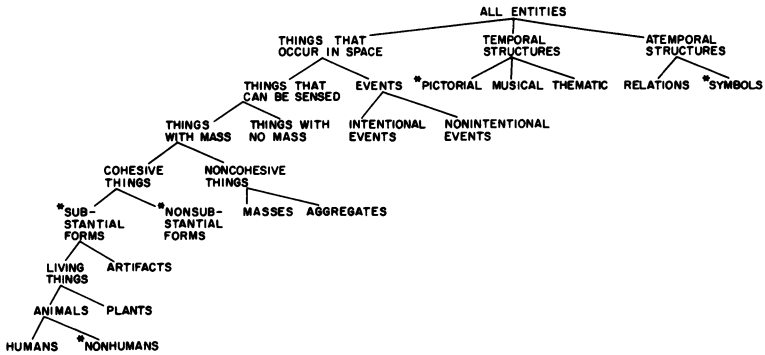 ALL ENTITIES
THINGS THAT
OCCUR IN SPACE
TEMPORAL
STRUCTURES
ATEMPORAL
STRUCTURES
THINGS THAT
CAN BE SENSED
EVENTS
*PICTORIAL
MUSICAL
THEMATIC
RELATIONS
*SYMBOLS
THINGS
WITH MASS
THINGS WITH
NO MASS
INTENTIONAL
EVENTS
NONINTENTIONAL
EVENTS
COHESIVE
THINGS
NONCOHESIVE
THINGS
*SUB-
STANTIAL
FORMS
*NONSUB-
STANTIAL
FORMS
MASSES
AGGREGATES
LIVING
THINGS
ARTIFACTS
ANIMALS
PLANTS
HUMANS
*NONHUMANS